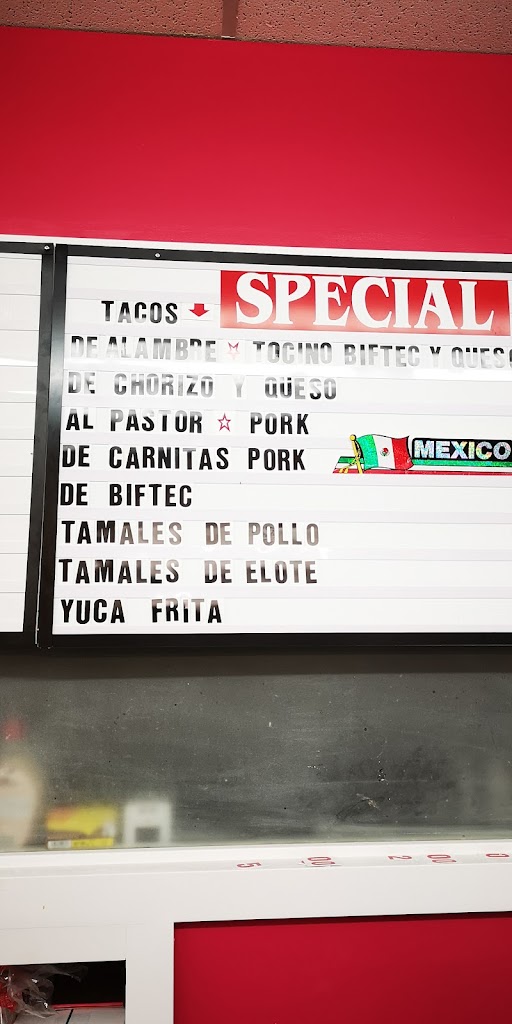 TACOS SPECIAL
DE ALAMBRE TOCINO BIFTEC Y QUESO
DE CHORIZO Y QUESO
AL PASTOR PORK
DE CARNITAS PORK
MEXICO
DE BIFTEC
TAMALES DE POLLO
TAMALES DE ELOTE
YUCA FRITA